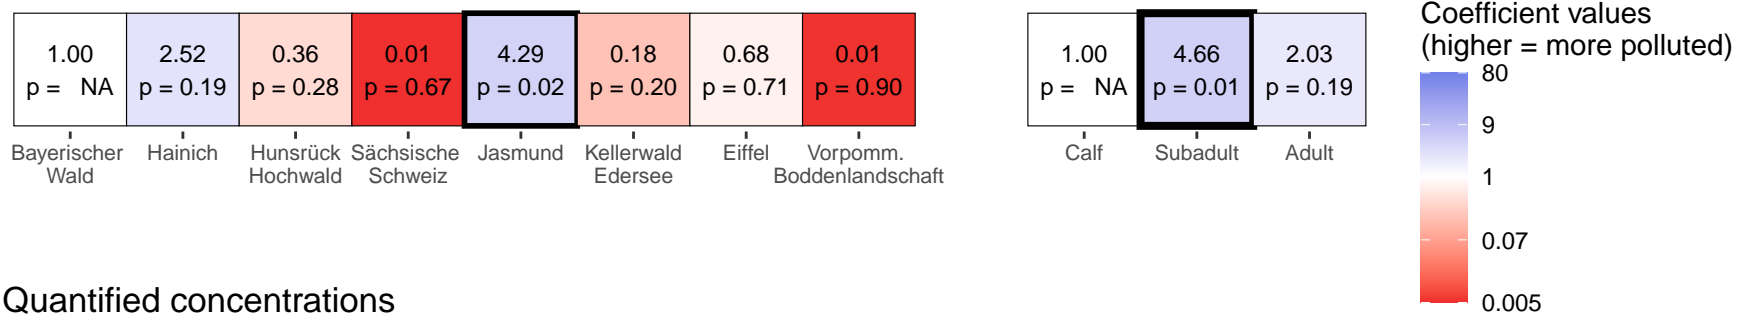 Coefficient values
(higher = more polluted)
1.00 2.52 0.36 0.01 4.29 0.18 0.68 0.01
p = NA p = 0.19 p = 0.28 p = 0.67 p = 0.02 p = 0.20 p = 0.71 p = 0.90
Bayerischer Hainich Hunsrück Sächsische Jasmund Kellerwald Eiffel Vorpomm.
Wald Hochwald Schweiz Edersee Boddenlandschaft
1.00 4.66 2.03
p = NA p = 0.01 p = 0.19
Calf Subadult Adult
80
9
1
0.07
0.005
Quantified concentrations